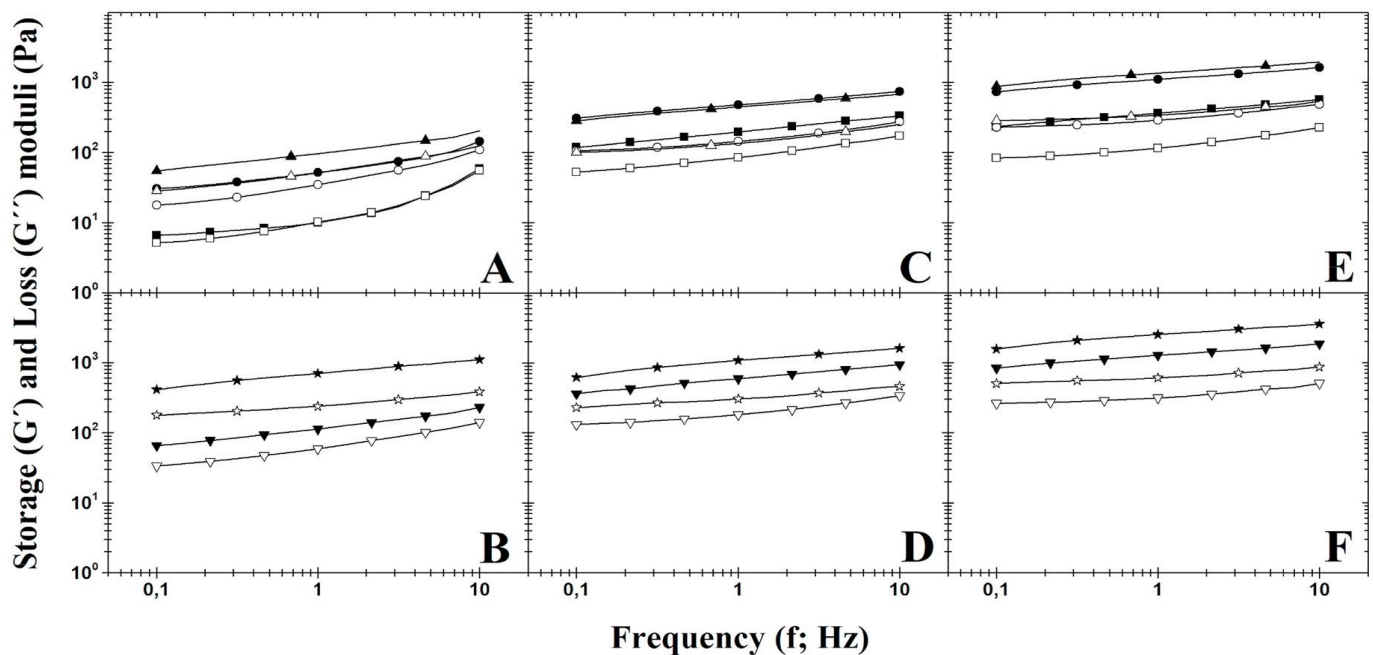 Storage (G´) and Loss (G´´) moduli (Pa)
10³
10²
10¹
10⁰
A
C
E
10³
10²
10¹
10⁰
B
D
F
0,1 1 10 0,1 1 10 0,1 1 10
Frequency (f; Hz)